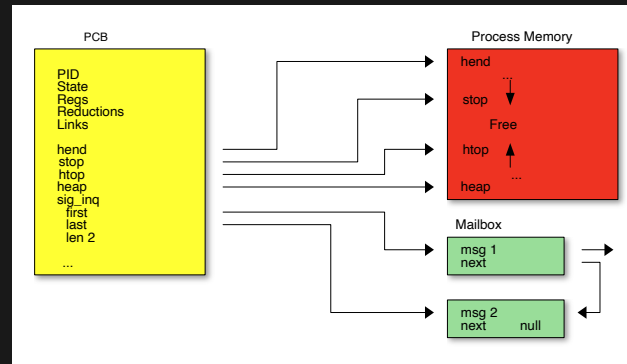 PCB
PID
State
Regs
Reductions
Links
hend
stop
htop
heap
sig_inq
first
last
len 2
...
Process Memory
hend
...
stop
Free
htop
...
heap
Mailbox
msg 1
next
msg 2
next null